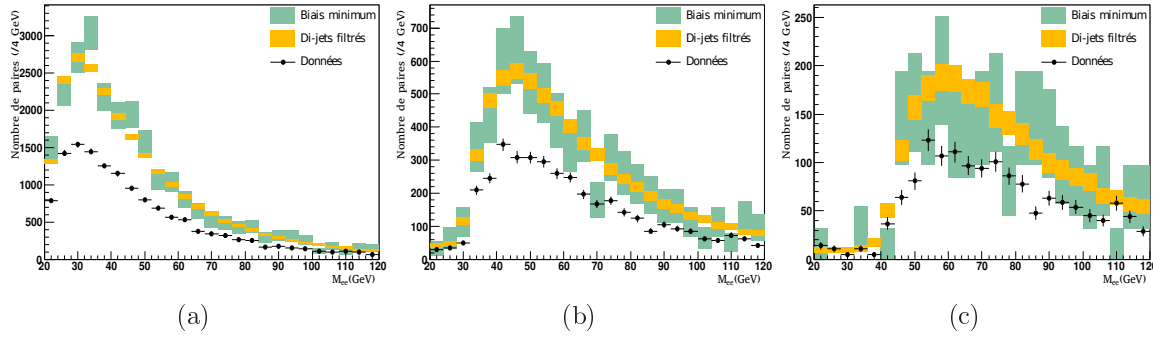 Nombre de paires (/4 GeV)
3000
2500
2000
1500
1000
500
0
20 30 40 50 60 70 80 90 100 110 120
M_ee(GeV)
Biais minimum
Di-jets filtrés
Données
(a)
Nombre de paires (/4 GeV)
700
600
500
400
300
200
100
0
20 30 40 50 60 70 80 90 100 110 120
M_ee(GeV)
Biais minimum
Di-jets filtrés
Données
(b)
Nombre de paires (/4 GeV)
250
200
150
100
50
0
20 30 40 50 60 70 80 90 100 110 120
M_ee(GeV)
Biais minimum
Di-jets filtrés
Données
(c)